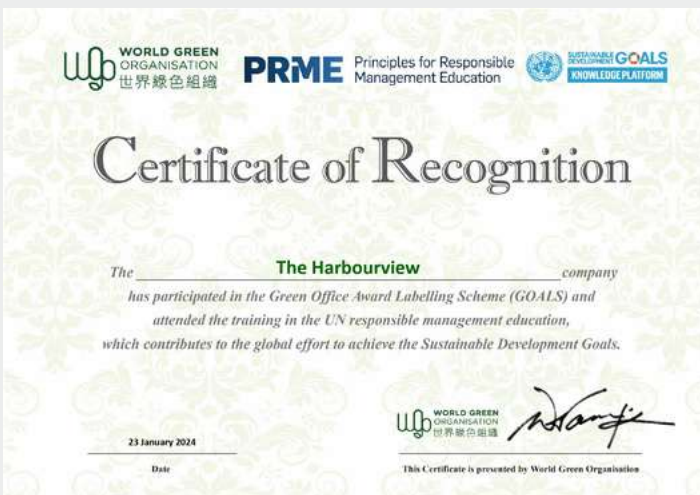 WORLD GREEN
ORGANISATION
世界綠色組織
PRME Principles for Responsible
Management Education
SUSTAINABLE
DEVELOPMENT GOALS
KNOWLEDGE PLATFORM
Certificate of Recognition
The The Harbourview company
has participated in the Green Office Award Labelling Scheme (GOALS) and
attended the training in the UN responsible management education,
which contributes to the global effort to achieve the Sustainable Development Goals.
WORLD GREEN
ORGANISATION
世界綠色組織
23 January 2024
Date
This Certificate is presented by World Green Organisation